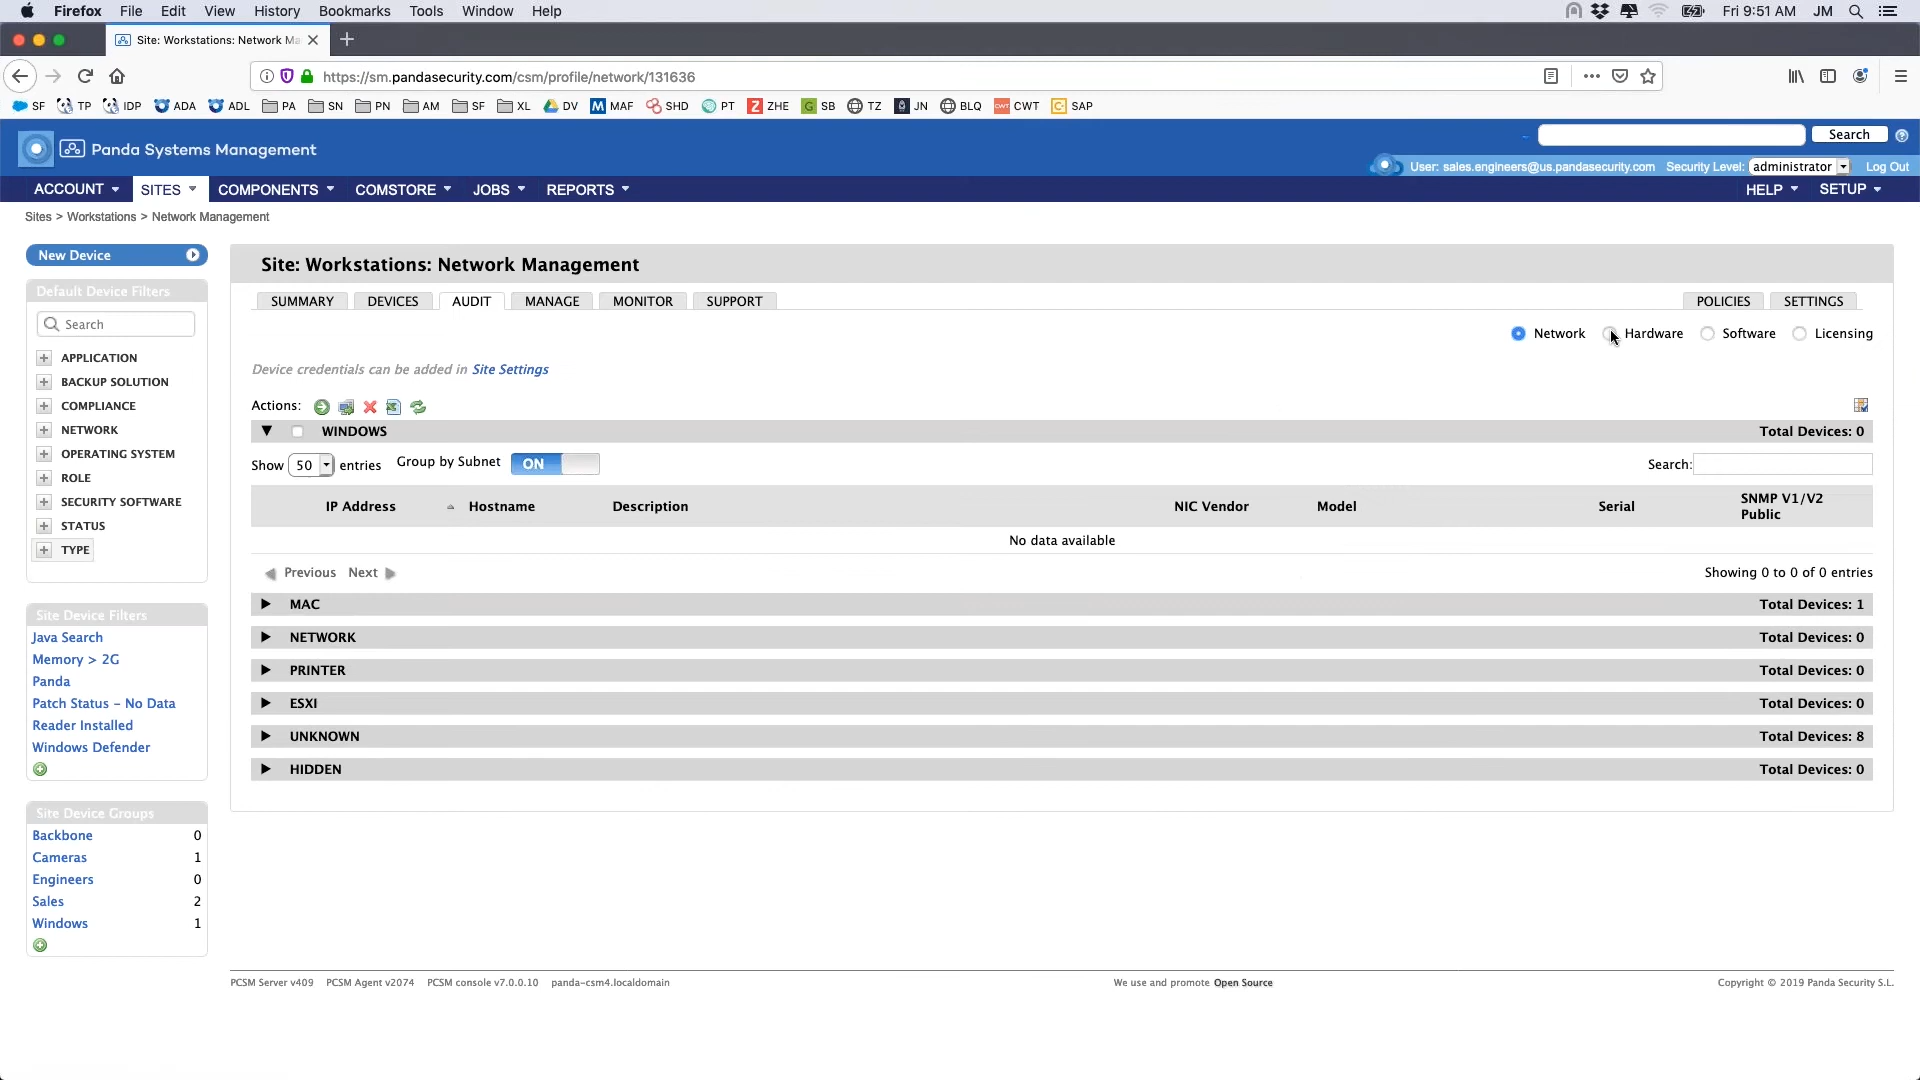 Firefox File Edit View History Bookmarks Tools Window Help Fri 9:51 AM JM
Site: Workstations: Network Ma
https://sm.pandasecurity.com/csm/profile/network/131636
SF TP IDP ADA ADL PA SN PN AM SF XL DV MAF SHD PT ZHE SB TZ JN BLQ CWT SAP
Panda Systems Management
Search
User: sales.engineers@us.pandasecurity.com Security Level: administrator Log Out
ACCOUNT SITES COMPONENTS COMSTORE JOBS REPORTS HELP SETUP
Sites > Workstations > Network Management
New Device
Default Device Filters
Search
APPLICATION
BACKUP SOLUTION
COMPLIANCE
NETWORK
OPERATING SYSTEM
ROLE
SECURITY SOFTWARE
STATUS
TYPE
Site Device Filters
Java Search
Memory > 2G
Panda
Patch Status - No Data
Reader Installed
Windows Defender
Site Device Groups
Backbone 0
Cameras 1
Engineers 0
Sales 2
Windows 1
Site: Workstations: Network Management
SUMMARY DEVICES AUDIT MANAGE MONITOR SUPPORT POLICIES SETTINGS
Network Hardware Software Licensing
Device credentials can be added in Site Settings
Actions:
WINDOWS Total Devices: 0
Show 50 entries Group by Subnet ON Search:
IP Address Hostname Description NIC Vendor Model Serial SNMP V1/V2
Public
No data available
Previous Next Showing 0 to 0 of 0 entries
MAC Total Devices: 1
NETWORK Total Devices: 0
PRINTER Total Devices: 0
ESXI Total Devices: 0
UNKNOWN Total Devices: 8
HIDDEN Total Devices: 0
PCSM Server v409 PCSM Agent v2074 PCSM console v7.0.0.10 panda-csm4.localdomain We use and promote Open Source Copyright © 2019 Panda Security S.L.